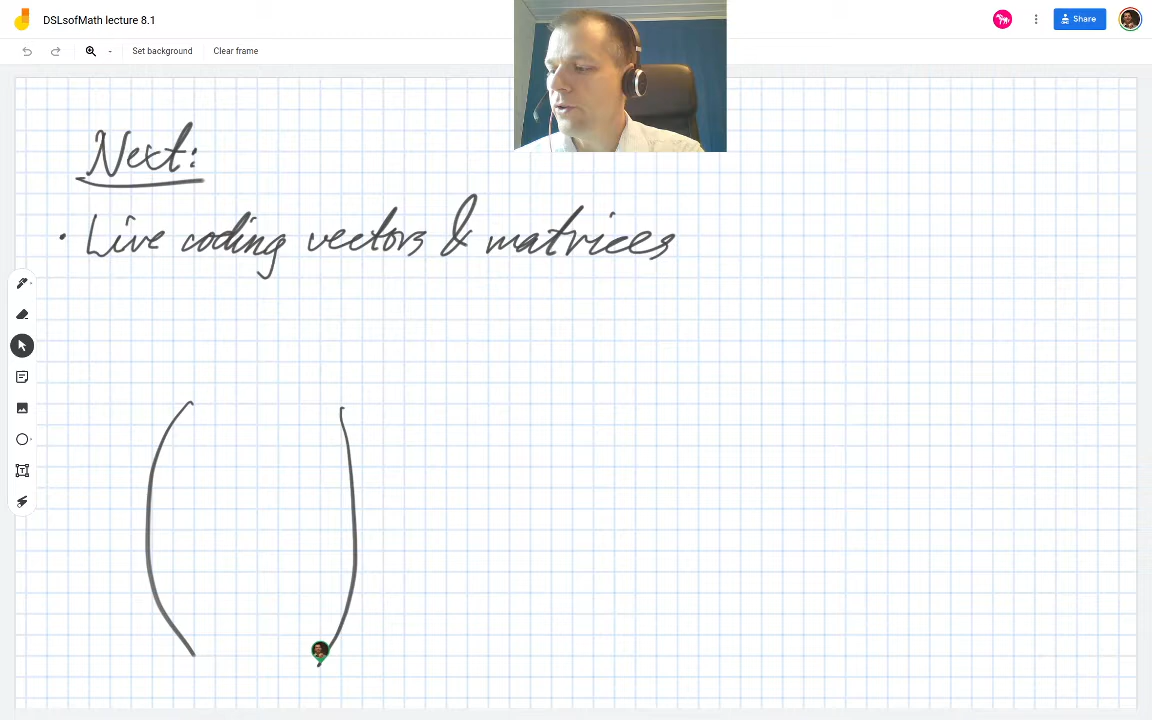 DSLsofMath lecture 8.1
Share
Set background
Clear frame
Next:
· Live coding vectors & matrices
( )